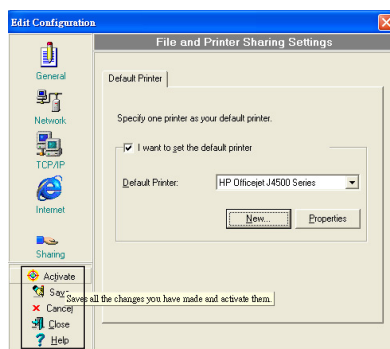 Edit Configuration
File and Printer Sharing Settings
General
Network
TCP/IP
Internet
Sharing
Default Printer
Specify one printer as your default printer.
I want to set the default printer
Default Printer:
HP Officejet J4500 Series
New...
Properties
Activate
Sav
Saves all the changes you have made and activate them.
Cancel
Close
Help